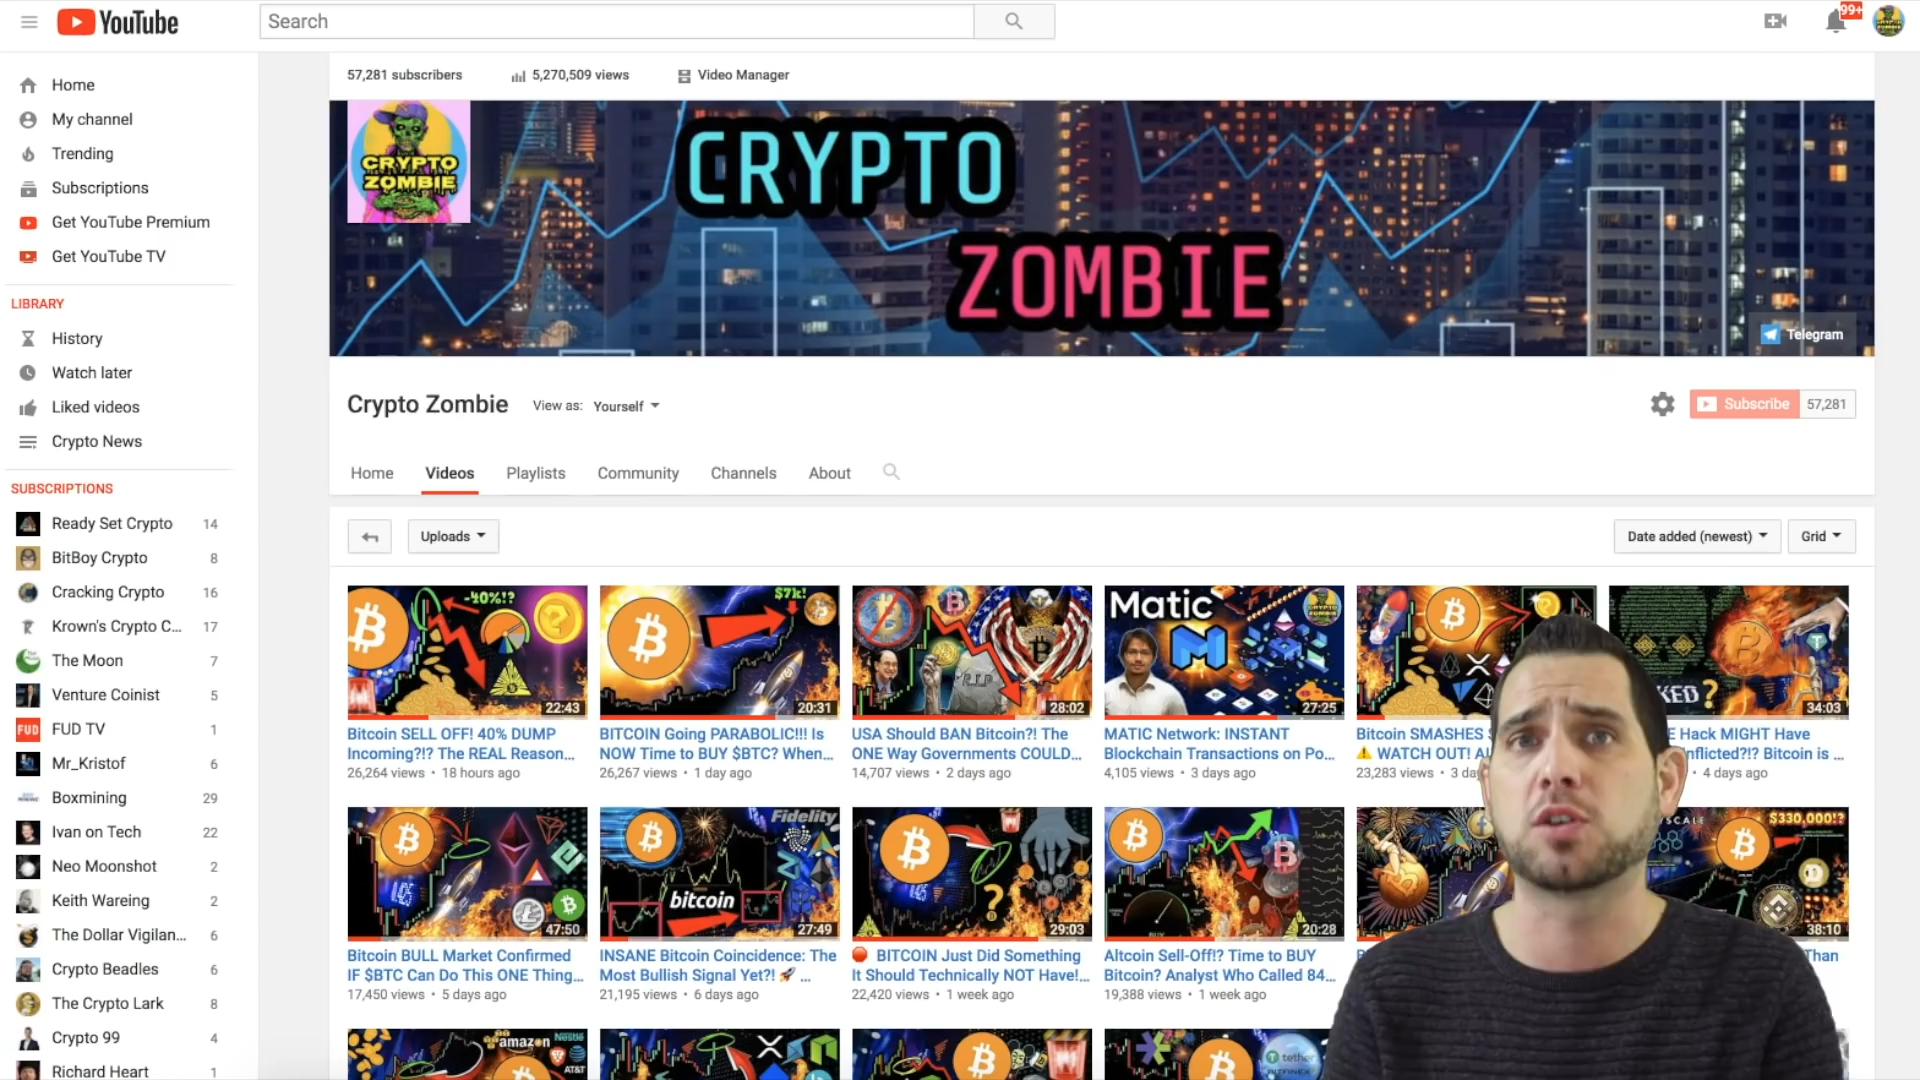 YouTube
Search
99+
Home
My channel
Trending
Subscriptions
Get YouTube Premium
Get YouTube TV
LIBRARY
History
Watch later
Liked videos
Crypto News
SUBSCRIPTIONS
Ready Set Crypto 14
BitBoy Crypto 8
Cracking Crypto 16
Krown's Crypto C... 17
The Moon 7
Venture Coinist 5
FUD FUD TV 1
Mr_Kristof 6
Boxmining 29
Ivan on Tech 22
Neo Moonshot 2
Keith Wareing 2
The Dollar Vigilan... 6
Crypto Beadles 6
The Crypto Lark 8
Crypto 99 4
Richard Heart 1
57,281 subscribers 5,270,509 views Video Manager
CRYPTO
ZOMBIE
CRYPTO
ZOMBIE
Telegram
Crypto Zombie View as: Yourself
Subscribe 57,281
Home Videos Playlists Community Channels About
Uploads
Date added (newest) Grid
-40%!?
22:43
Bitcoin SELL OFF! 40% DUMP
Incoming?!? The REAL Reason...
26,264 views • 18 hours ago
$7k!
20:31
BITCOIN Going PARABOLIC!!! Is
NOW Time to BUY $BTC? When...
26,267 views • 1 day ago
R.I.P
28:02
USA Should BAN Bitcoin?! The
ONE Way Governments COULD...
14,707 views • 2 days ago
Matic
27:25
MATIC Network: INSTANT
Blockchain Transactions on Po...
4,105 views • 3 days ago
Bitcoin SMASHES
WATCH OUT!
23,283 views • 3
KED?
34:03
E Hack MIGHT Have
Inflicted?!? Bitcoin is ...
• 4 days ago
47:50
Bitcoin BULL Market Confirmed
IF $BTC Can Do This ONE Thing...
17,450 views • 5 days ago
Fidelity
bitcoin
27:49
INSANE Bitcoin Coincidence: The
Most Bullish Signal Yet?! ...
21,195 views • 6 days ago
?
29:03
BITCOIN Just Did Something
It Should Technically NOT Have!...
22,420 views • 1 week ago
20:28
Altcoin Sell-Off!? Time to BUY
Bitcoin? Analyst Who Called 84...
19,388 views • 1 week ago
YSCALE
$330,000!?
38:10
Than
amazon
Nestle
AT&T
tether
BITFINEX